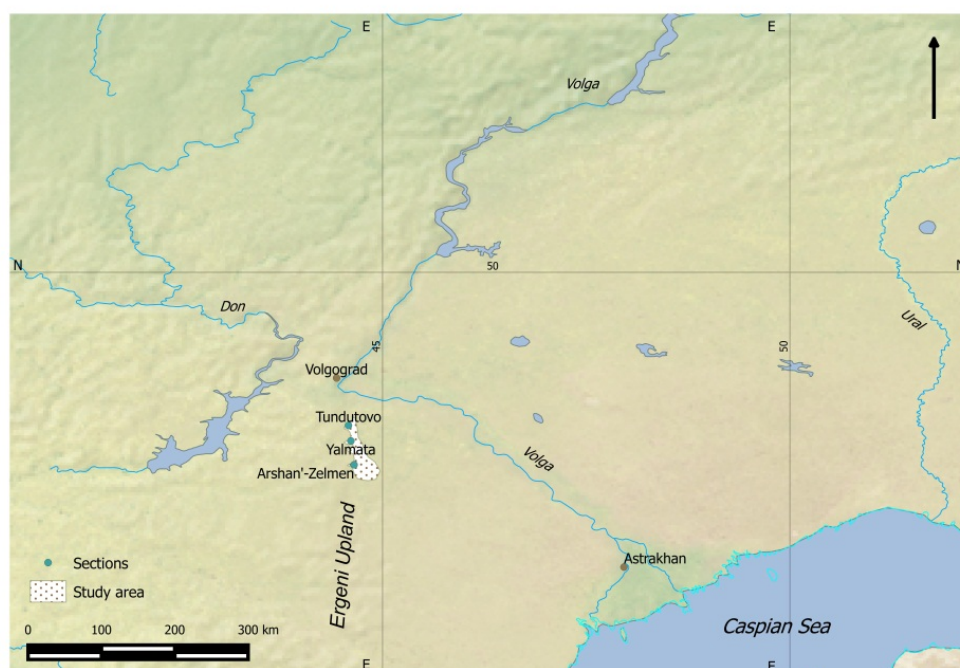 E
E
Volga
N
50
N
Don
Ural
45
50
Volgograd
Tundutovo
Yalmata
Arshan'-Zelmen
Volga
Ergeni Upland
Astrakhan
Sections
Study area
Caspian Sea
0 100 200 300 km
E
E